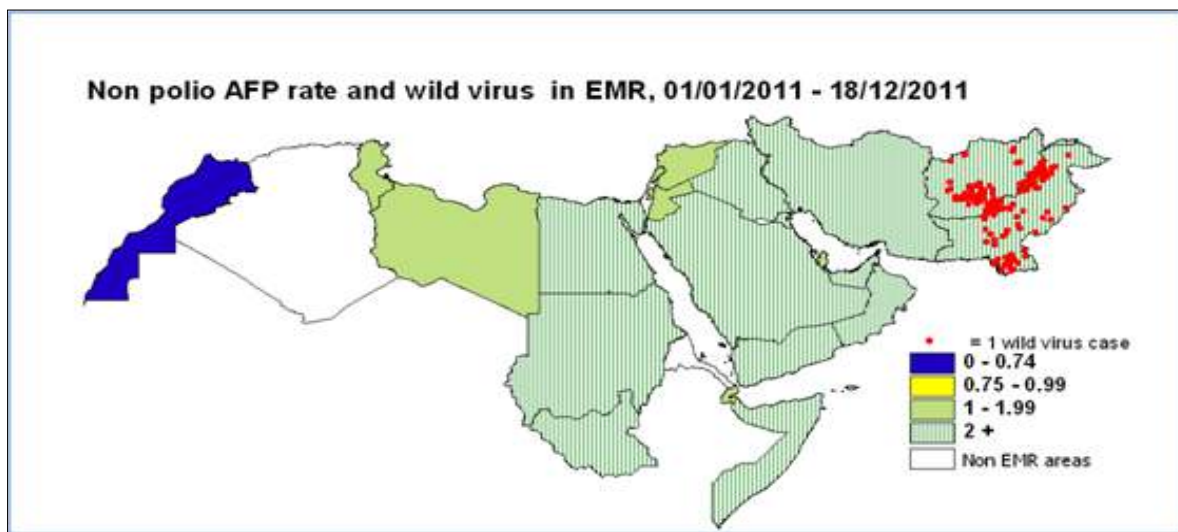 Non polio AFP rate and wild virus in EMR, 01/01/2011 - 18/12/2011
= 1 wild virus case
0 - 0.74
0.75 - 0.99
1 - 1.99
2 +
Non EMR areas